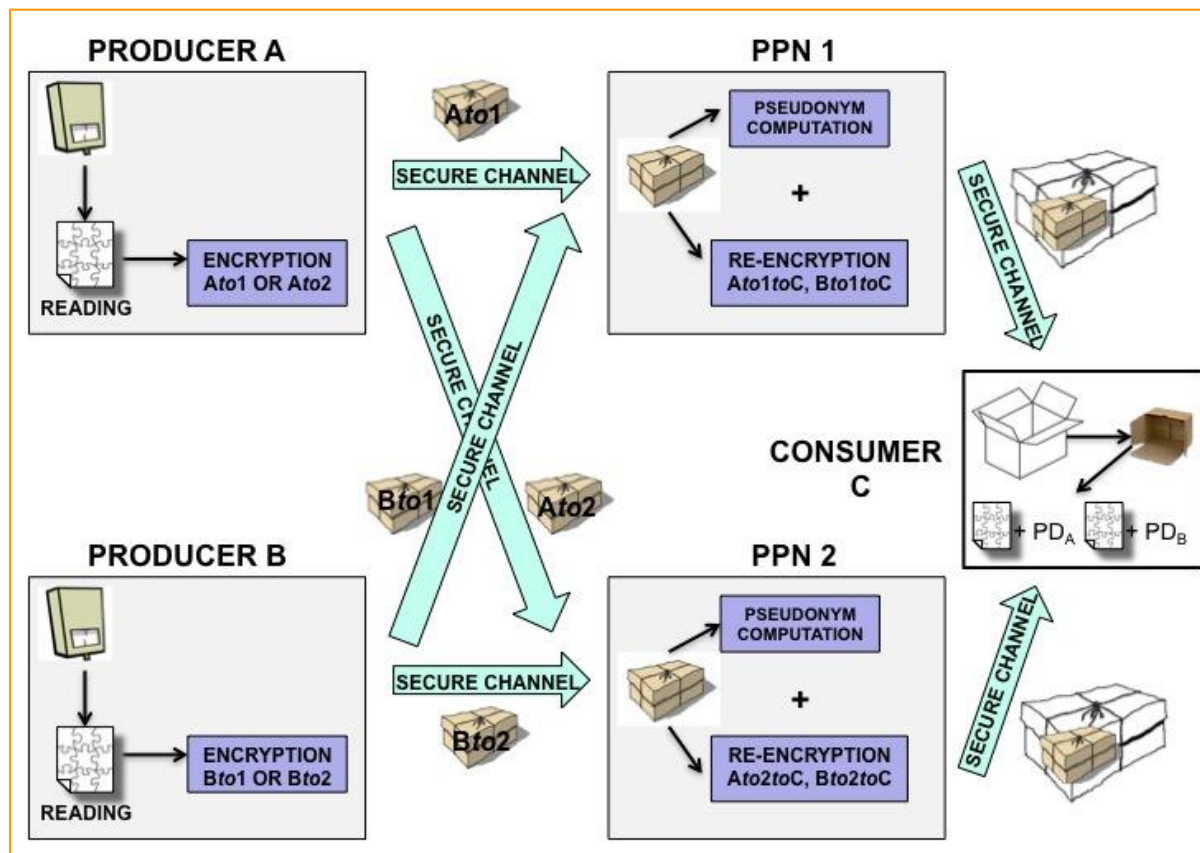 PRODUCER A
PPN 1
Ato1
SECURE CHANNEL
READING
ENCRYPTION
Ato1 OR Ato2
PSEUDONYM
COMPUTATION
+
RE-ENCRYPTION
Ato1toC, Bto1toC
SECURE CHANNEL
SECURE CHANNEL
SECURE CHANNEL
Bto1
Ato2
CONSUMER
C
+ PDA
+ PDB
PRODUCER B
PPN 2
SECURE CHANNEL
Bto2
READING
ENCRYPTION
Bto1 OR Bto2
PSEUDONYM
COMPUTATION
+
RE-ENCRYPTION
Ato2toC, Bto2toC
SECURE CHANNEL